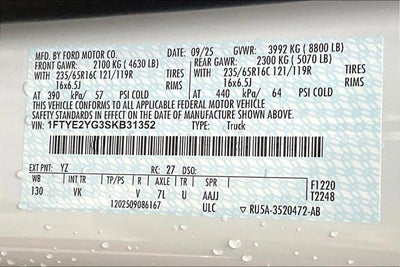 MFD. BY FORD MOTOR CO. DATE: 09/25 GVWR: 3992 KG (8800 LB)
FRONT GAWR: 2100 KG (4630 LB) REAR GAWR: 2300 KG (5070 LB)
WITH 235/65R16C 121/119R TIRES WITH 235/65R16C 121/119R TIRES
16x6.5J RIMS 16x6.5J RIMS
AT 390 kPa/ 57 PSI COLD AT 440 kPa/ 64 PSI COLD
THIS VEHICLE CONFORMS TO ALL APPLICABLE FEDERAL MOTOR VEHICLE
SAFETY STANDARDS IN EFFECT ON DATE OF MANUFACTURE SHOWN ABOVE.
VIN: 1FTYE2YG3SKB31352 TYPE: Truck
EXT PNT: YZ RC: 27 DSO:
WB INT TR TP/PS R AXLE TR SPR F1220
130 VK V 7L U AAJJ T2248
1202509086167 ULC ▽ RU5A-3520472-AB